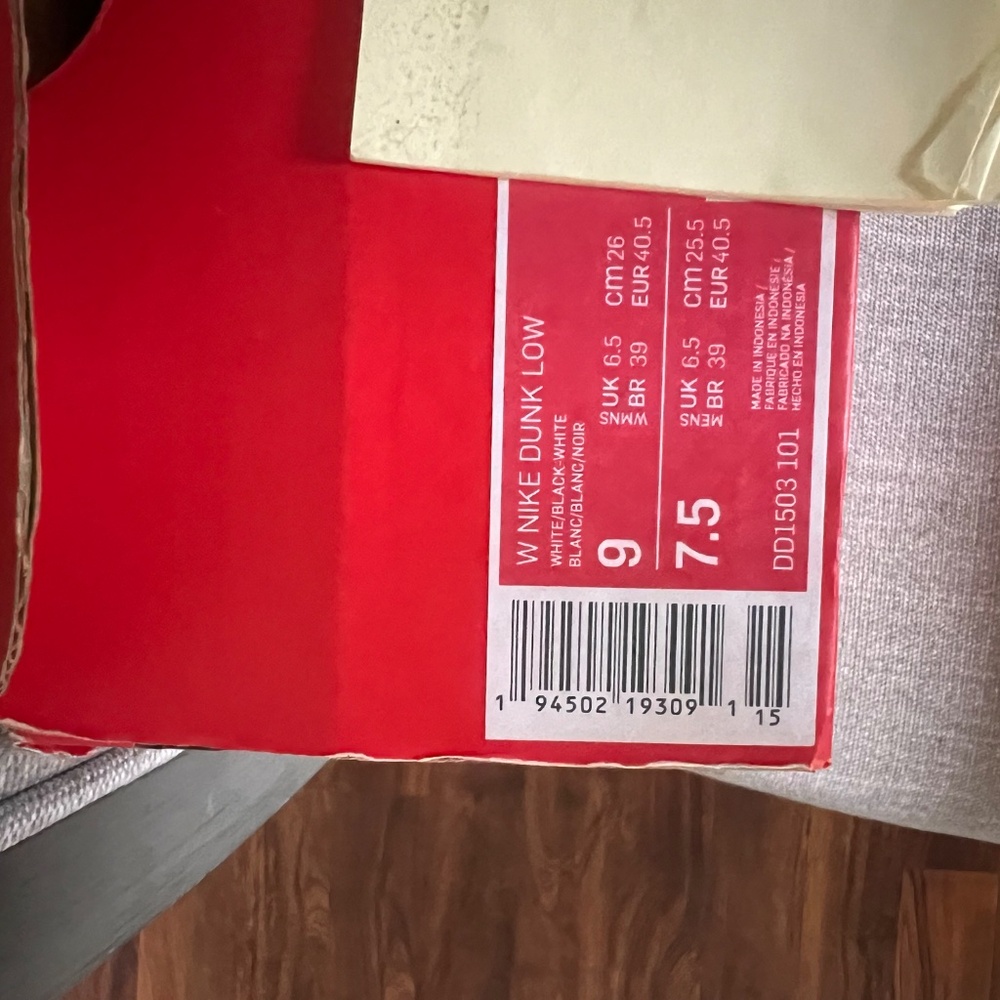 W NIKE DUNK LOW
WHITE/BLACK-WHITE
BLANC/BLANC/NOIR
9
WMNS
UK 6.5 cm 26
BR 39 EUR 40.5
7.5
MENS
UK 6.5 cm 25.5
BR 39 EUR 40.5
DD1503 101
MADE IN INDONESIA /
FABRIQUE EN INDONESIE /
FABRICADO NA INDONÉSIA /
HECHO EN INDONESIA
1 94502 19309 1 15